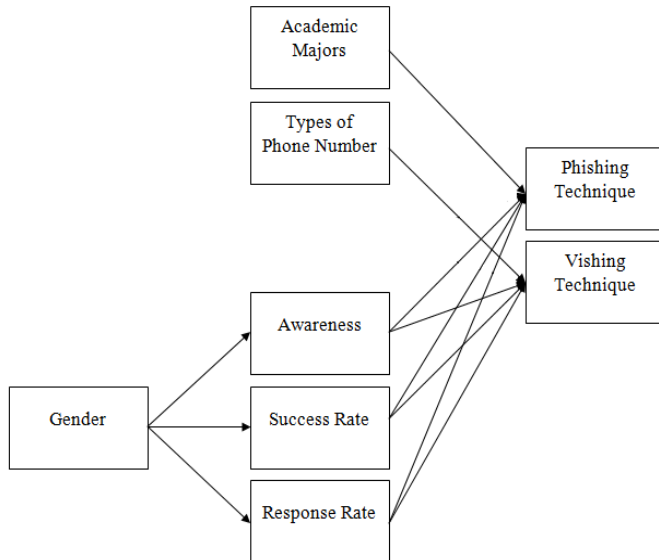 Academic
Majors
Types of
Phone Number
Phishing
Technique
Vishing
Technique
Awareness
Gender
Success Rate
Response Rate